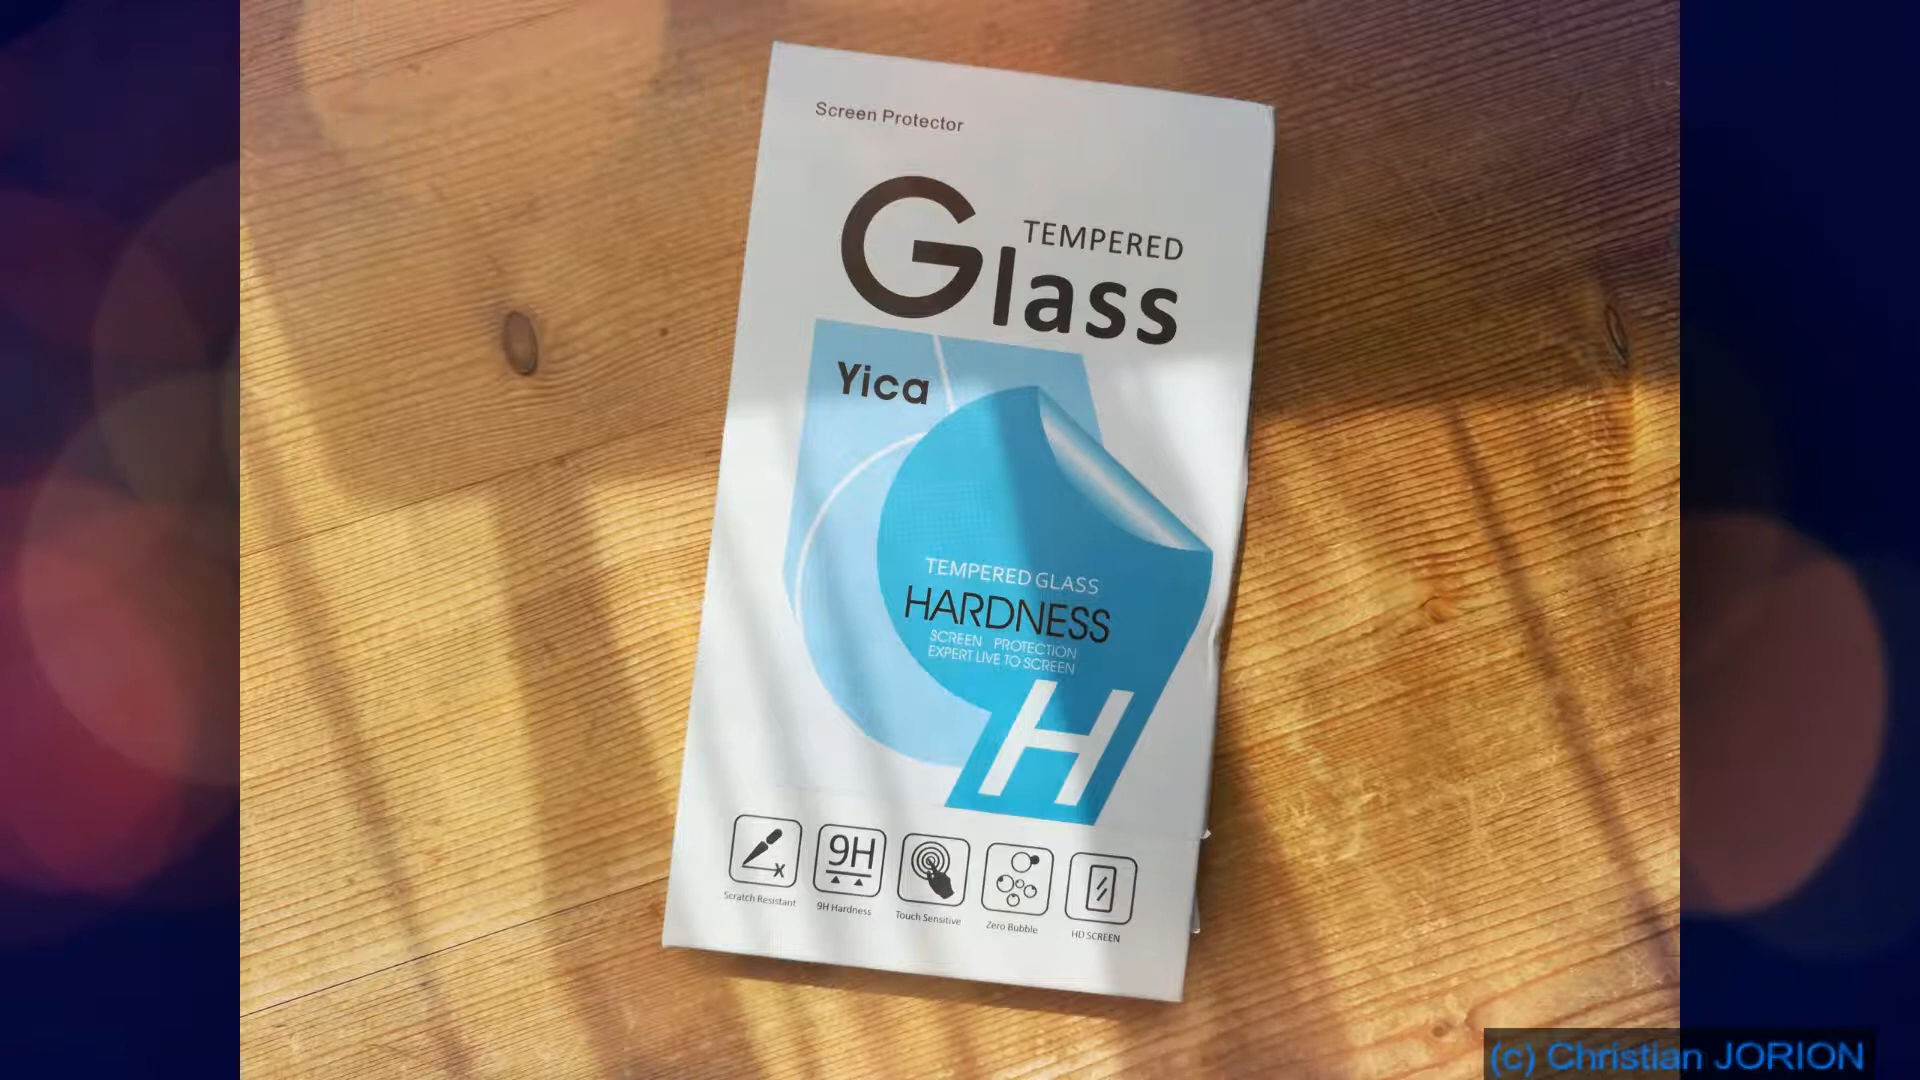 Screen Protector
TEMPERED
Glass
Yica
TEMPERED GLASS
HARDNESS
SCREEN PROTECTION
EXPERT LIVE TO SCREEN
H
9H
x
Scratch Resistant
9H Hardness
Touch Sensitive
Zero Bubble
HD SCREEN
(c) Christian JORION